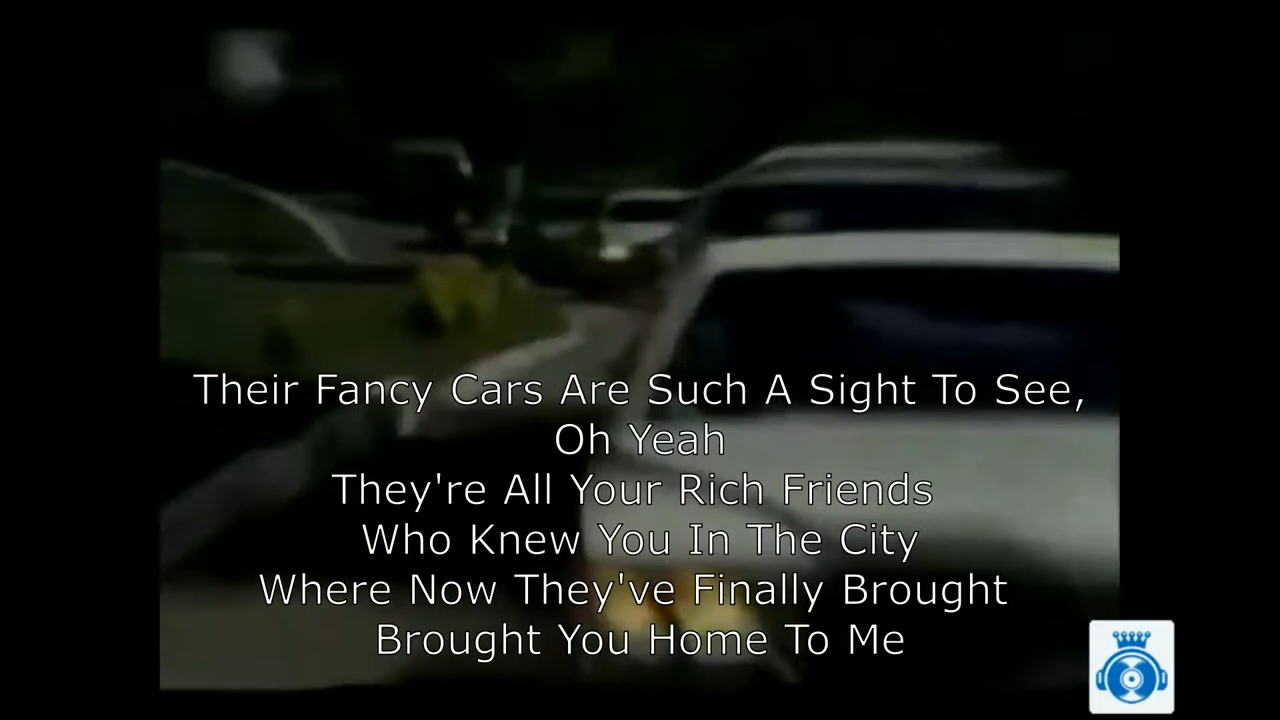 Their Fancy Cars Are Such A Sight To See,
Oh Yeah
They're All Your Rich Friends
Who Knew You In The City
Where Now They've Finally Brought
Brought You Home To Me